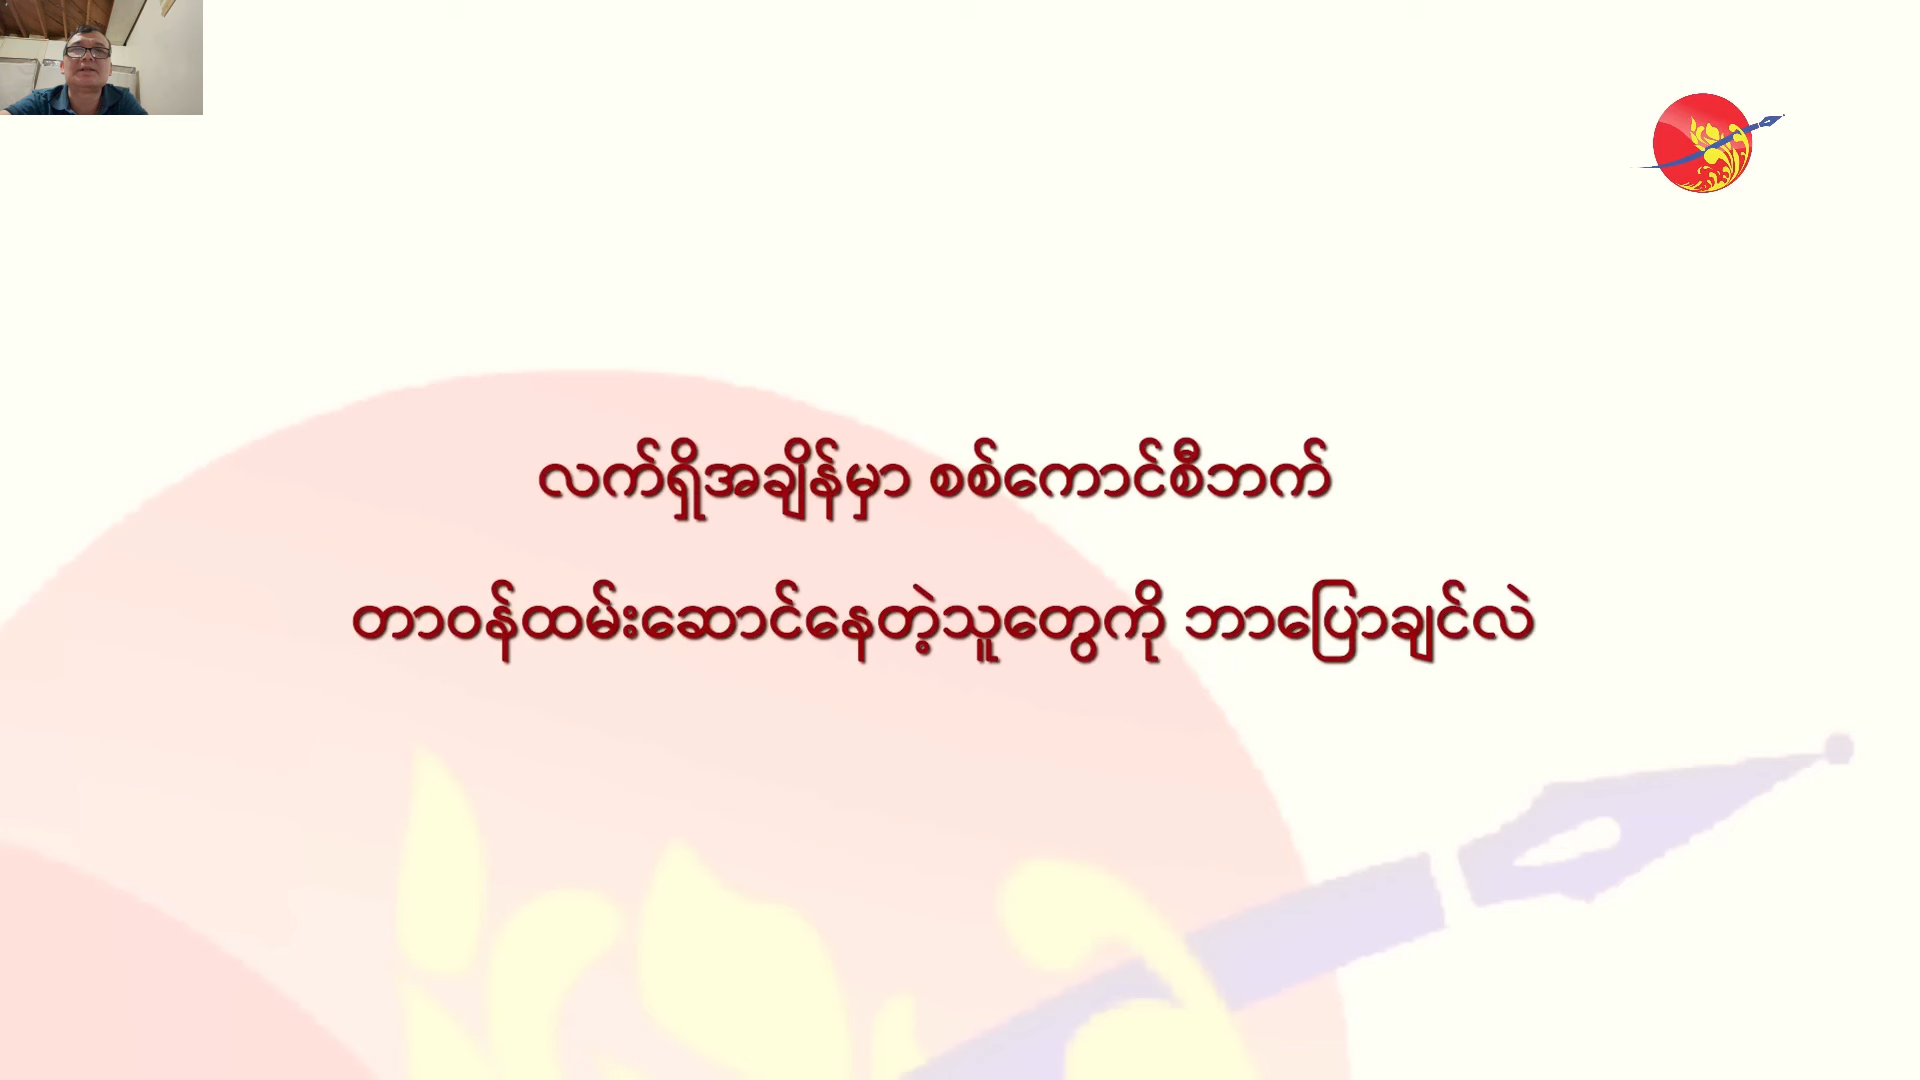 လက်ရှိအချိန်မှာ စစ်ကောင်စီဘက်
တာဝန်ထမ်းဆောင်နေတဲ့သူတွေကို ဘာပြောချင်လဲ